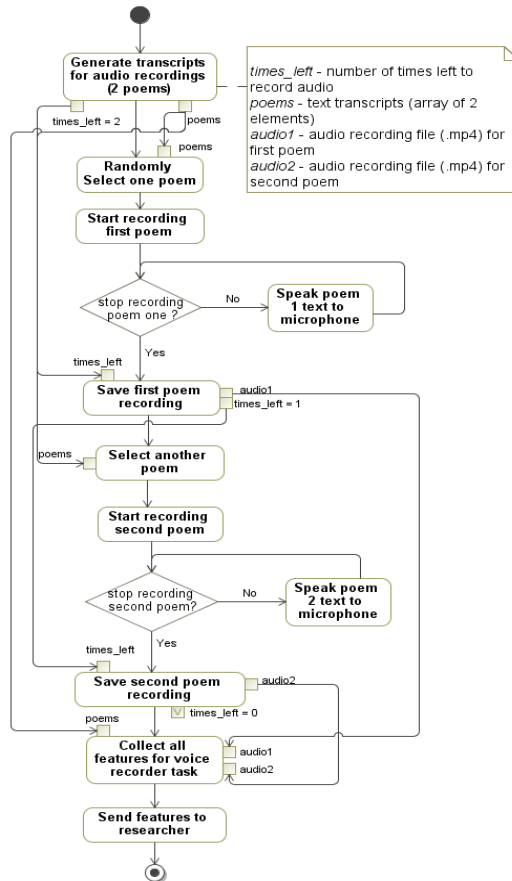 Generate transcripts
for audio recordings
(2 poems)
times_left = 2
poems
poems
times_left - number of times left to
record audio
poems - text transcripts (array of 2
elements)
audio1 - audio recording file (.mp4) for
first poem
audio2 - audio recording file (.mp4) for
second poem
Randomly
Select one poem
Start recording
first poem
stop recording
poem one ?
No
Speak poem
1 text to
microphone
Yes
times_left
Save first poem
recording
audio1
times_left = 1
poems
Select another
poem
Start recording
second poem
stop recording
second poem?
No
Speak poem
2 text to
microphone
Yes
times_left
Save second poem
recording
audio2
times_left = 0
poems
Collect all
features for voice
recorder task
audio1
audio2
Send features to
researcher